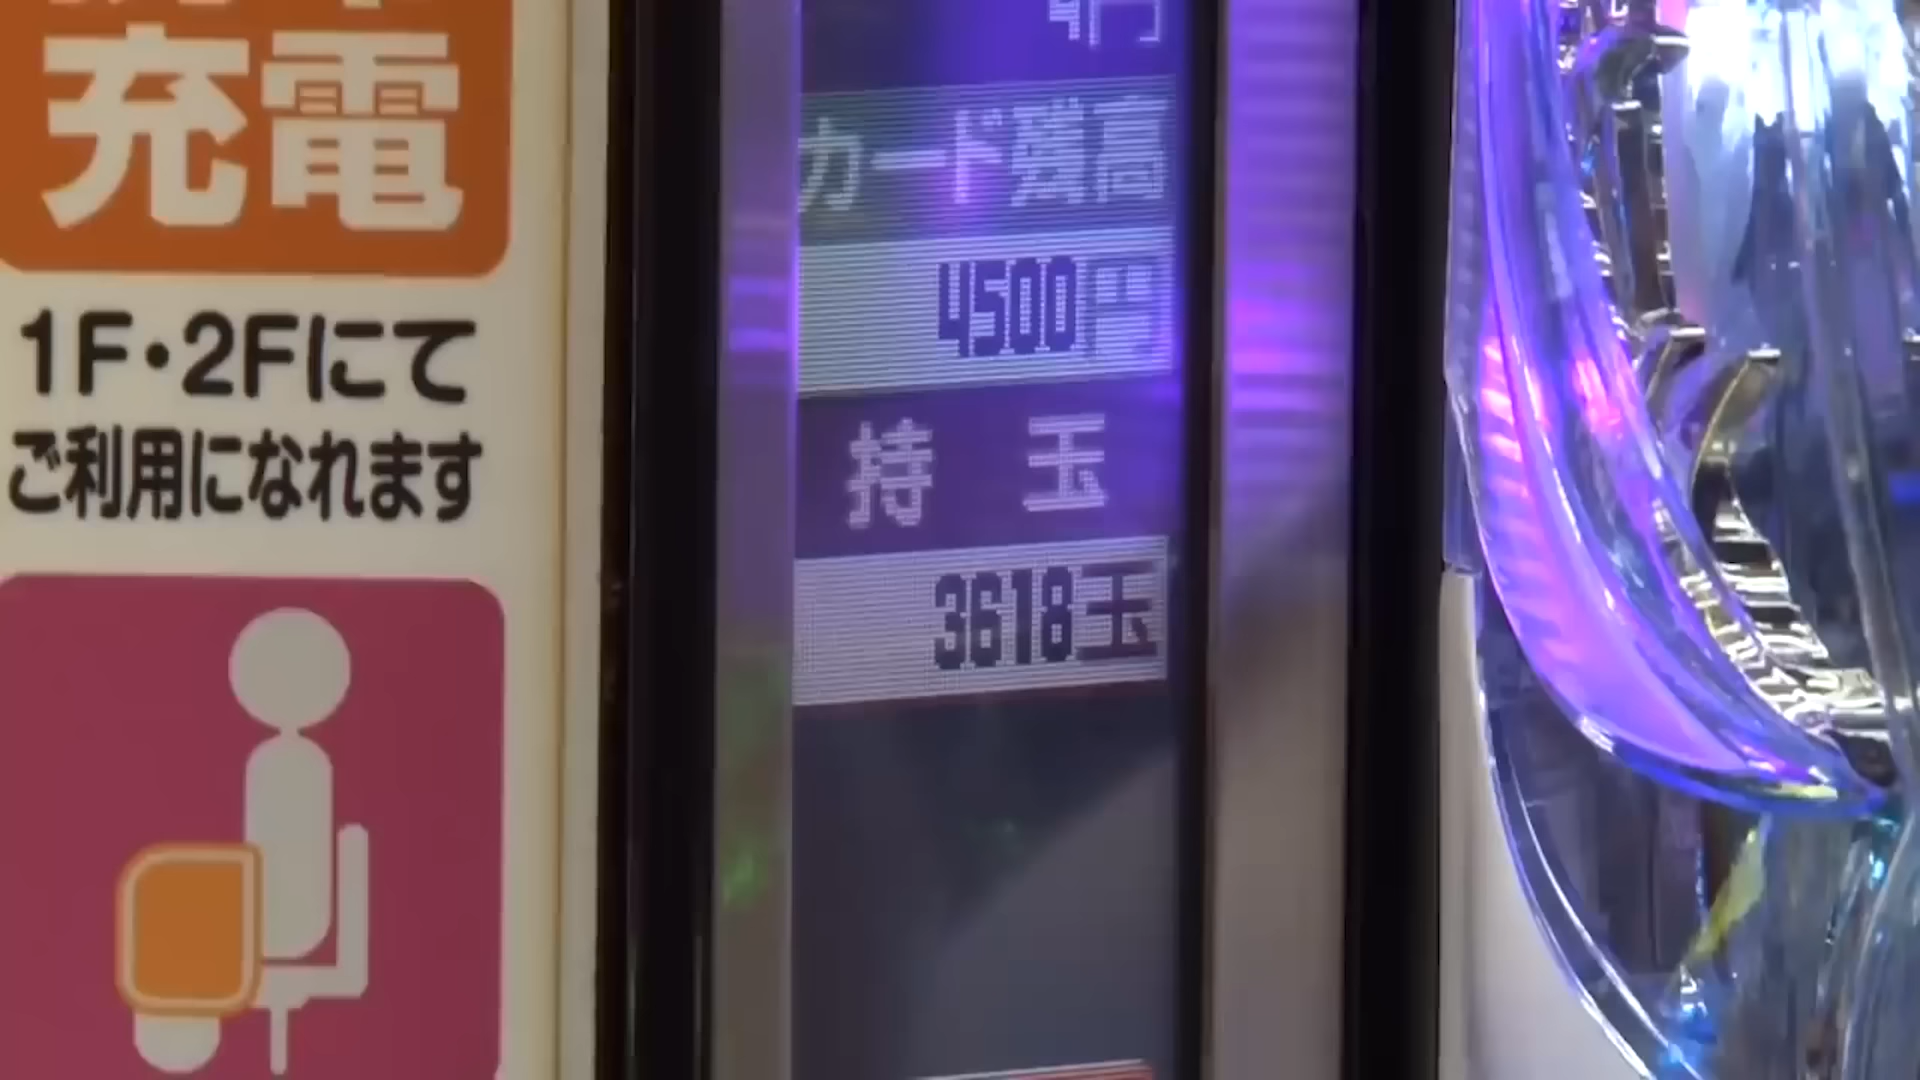 充電
1F・2Fにて
ご利用になれます
円
カード残高
4500円
持 玉
3618玉